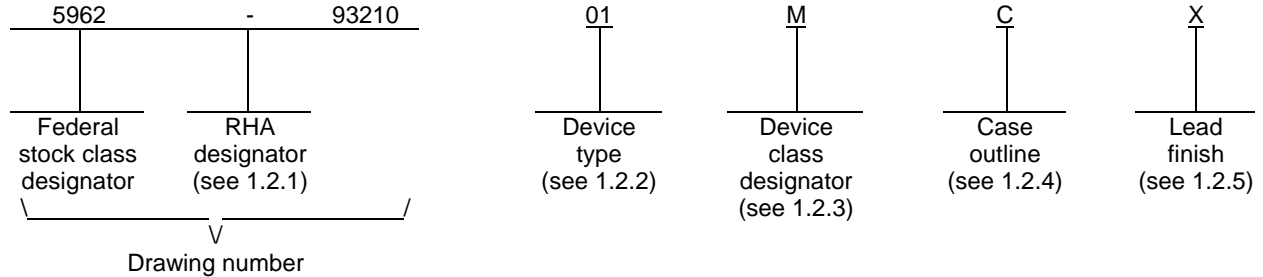 5962 - 93210 01 M C X
Federal stock class designator
RHA designator (see 1.2.1)
Device type (see 1.2.2)
Device class designator (see 1.2.3)
Case outline (see 1.2.4)
Lead finish (see 1.2.5)
\ /
\/
Drawing number